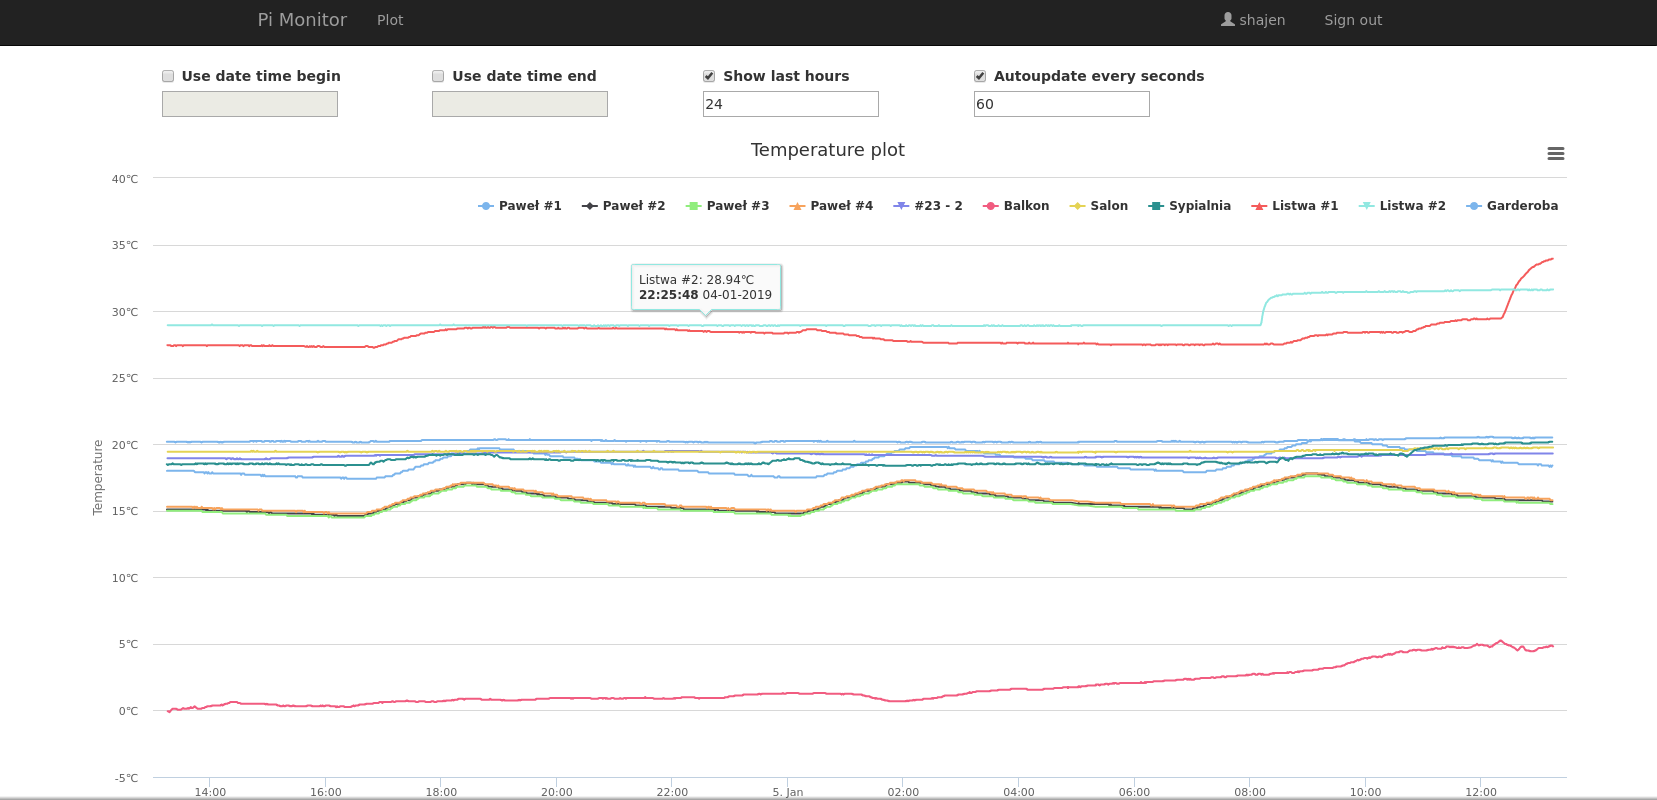 Pi Monitor Plot shajen Sign out
Use date time begin Use date time end Show last hours Autoupdate every seconds
24 60
Temperature plot
40°C
Paweł #1 Paweł #2 Paweł #3 Paweł #4 #23 - 2 Balkon Salon Sypialnia Listwa #1 Listwa #2 Garderoba
35°C
Listwa #2: 28.94°C
22:25:48 04-01-2019
30°C
25°C
20°C
Temperature
15°C
10°C
5°C
0°C
-5°C
14:00 16:00 18:00 20:00 22:00 5. Jan 02:00 04:00 06:00 08:00 10:00 12:00